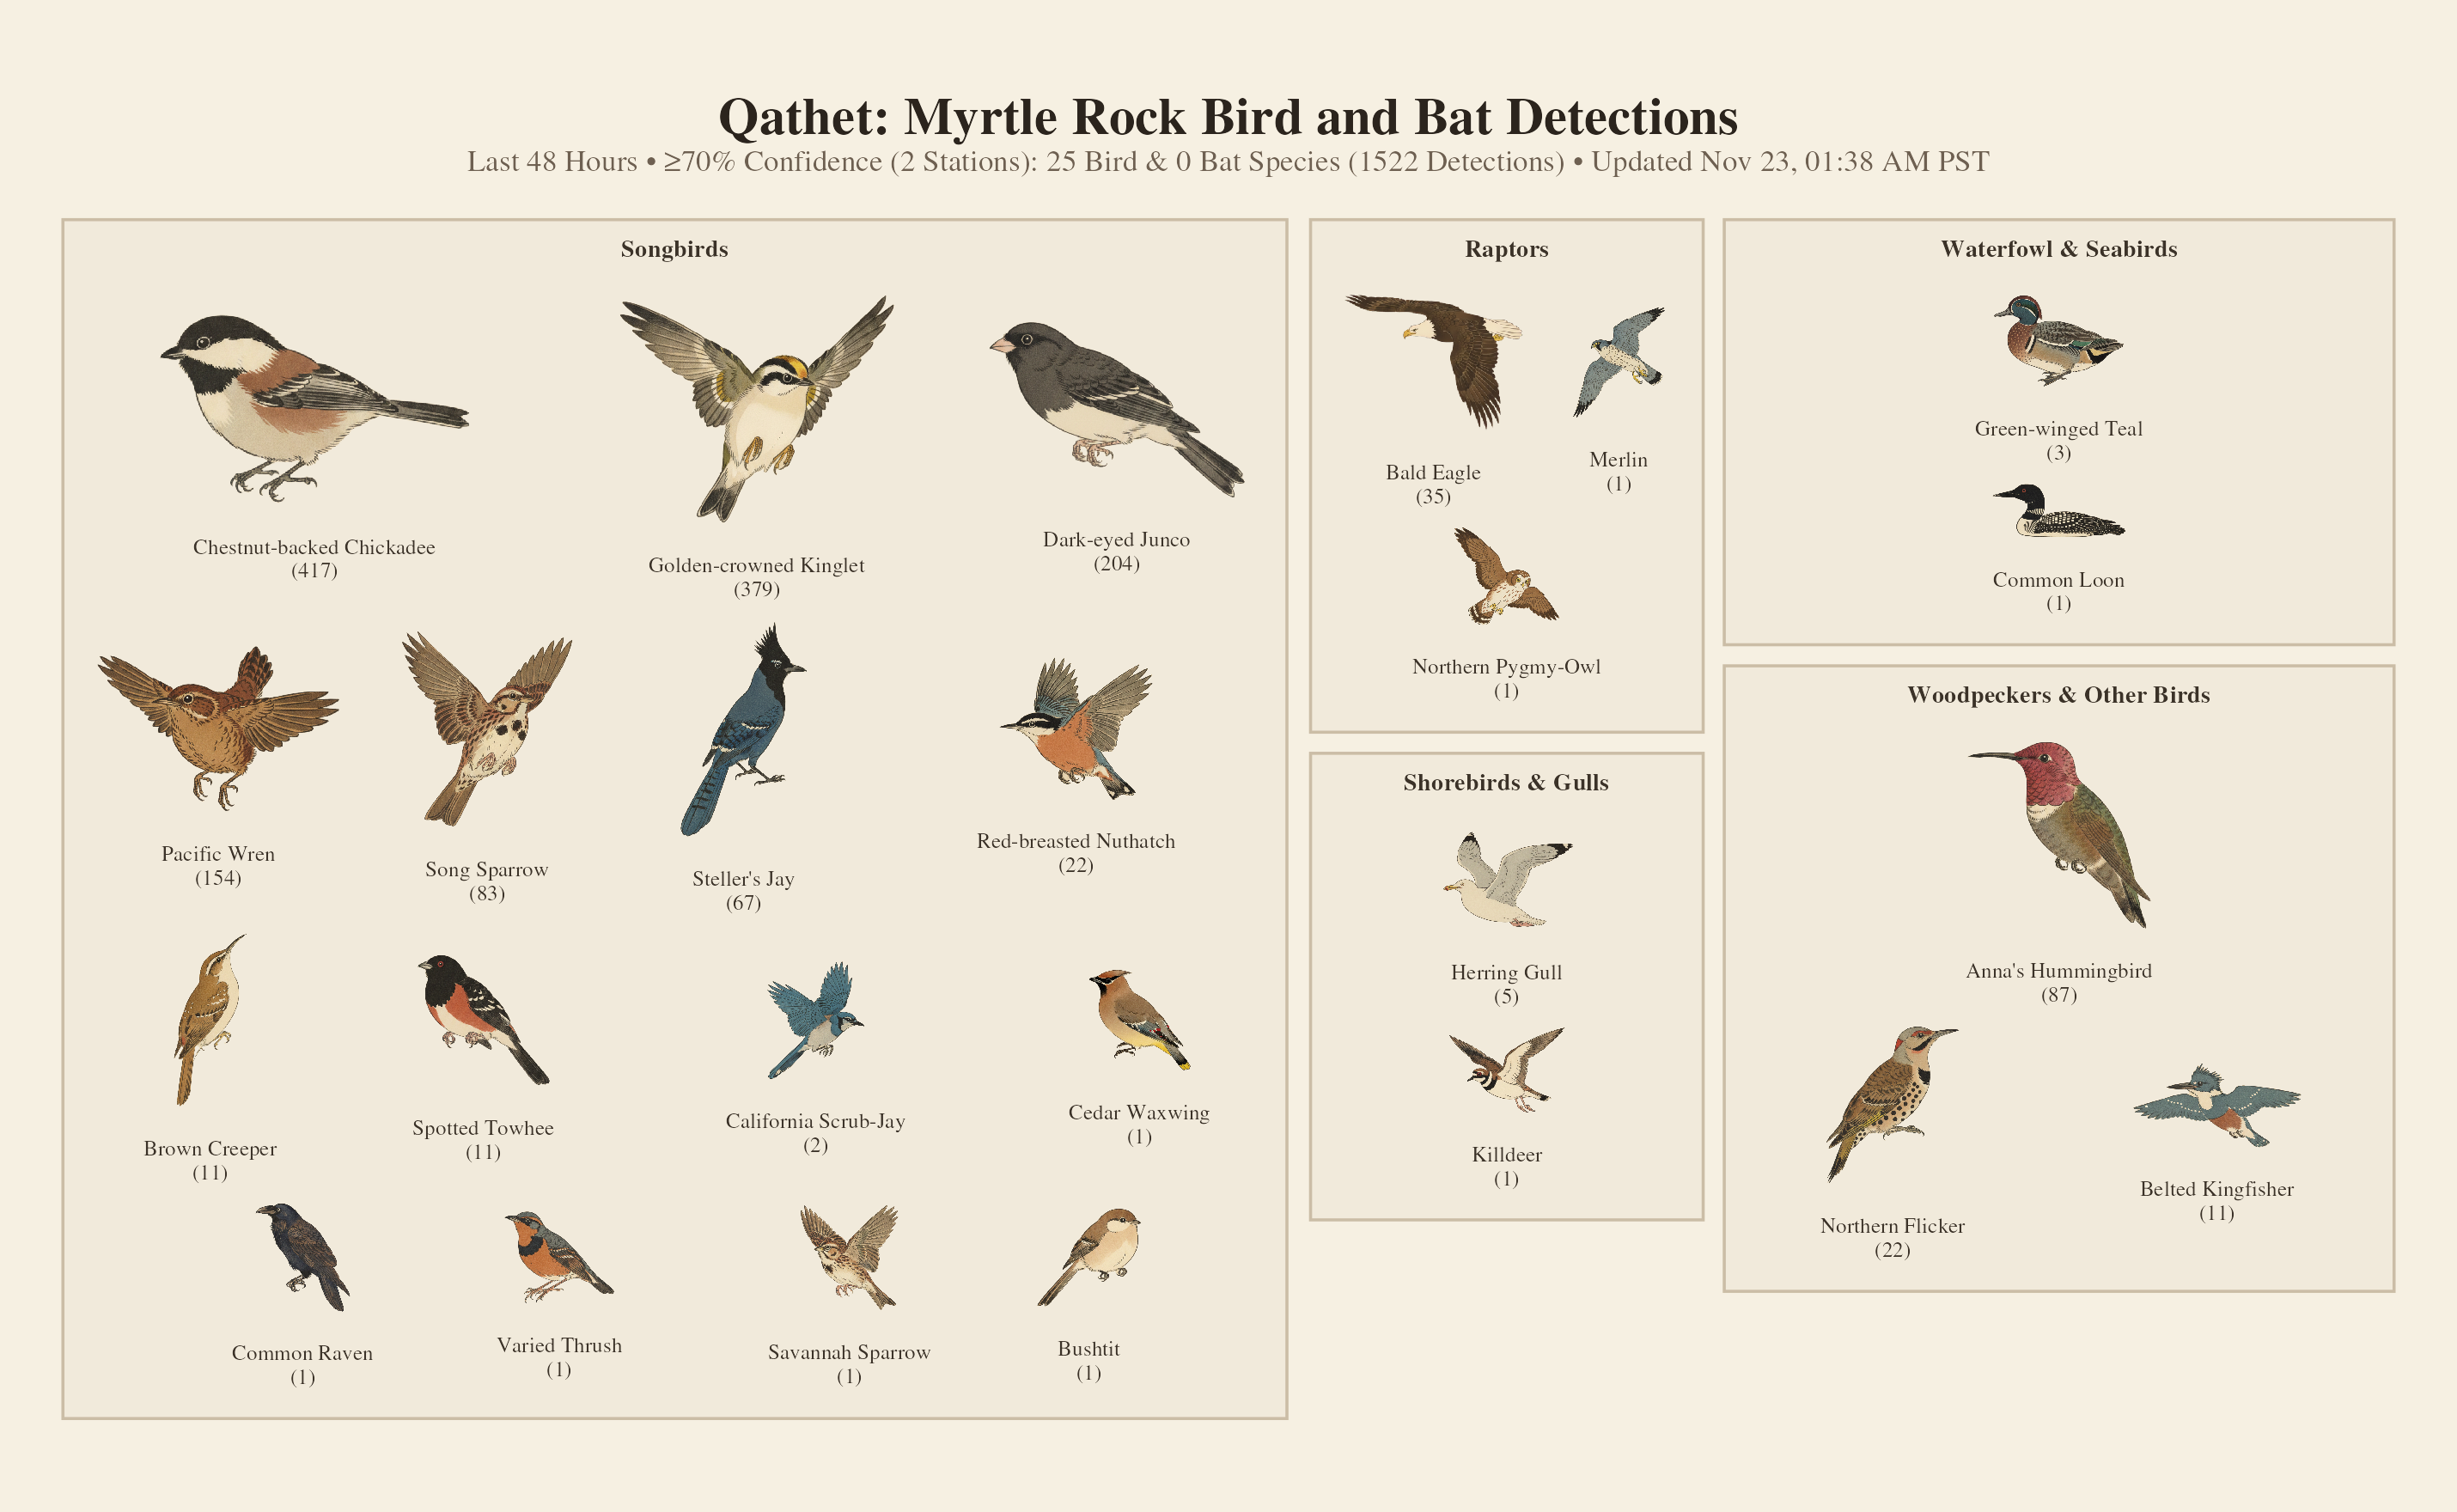 Qathet: Myrtle Rock Bird and Bat Detections
Last 48 Hours • ≥70% Confidence (2 Stations): 25 Bird & 0 Bat Species (1522 Detections) • Updated Nov 23, 01:38 AM PST
Songbirds
Chestnut-backed Chickadee
(417)
Golden-crowned Kinglet
(379)
Dark-eyed Junco
(204)
Pacific Wren
(154)
Song Sparrow
(83)
Steller's Jay
(67)
Red-breasted Nuthatch
(22)
Brown Creeper
(11)
Spotted Towhee
(11)
California Scrub-Jay
(2)
Cedar Waxwing
(1)
Common Raven
(1)
Varied Thrush
(1)
Savannah Sparrow
(1)
Bushtit
(1)
Raptors
Bald Eagle
(35)
Merlin
(1)
Northern Pygmy-Owl
(1)
Shorebirds & Gulls
Herring Gull
(5)
Killdeer
(1)
Waterfowl & Seabirds
Green-winged Teal
(3)
Common Loon
(1)
Woodpeckers & Other Birds
Anna's Hummingbird
(87)
Northern Flicker
(22)
Belted Kingfisher
(11)